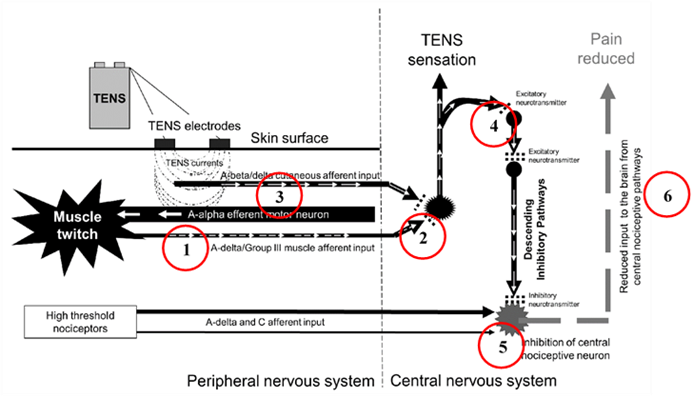 TENS
TENS
sensation
Pain
reduced
Excitatory
neurotransmitter
4
TENS electrodes
Skin surface
TENS currents
A-beta/delta cutaneous afferent input
3
Excitatory
neurotransmitter
Muscle
twitch
A-alpha efferent motor neuron
2
1
A-delta/Group III muscle afferent input
Descending
Inhibitory Pathways
Reduced input to the brain from
central nociceptive pathways
6
Inhibitory
neurotransmitter
High threshold
nociceptors
A-delta and C afferent input
5
Inhibition of central
nociceptive neuron
Peripheral nervous system
Central nervous system